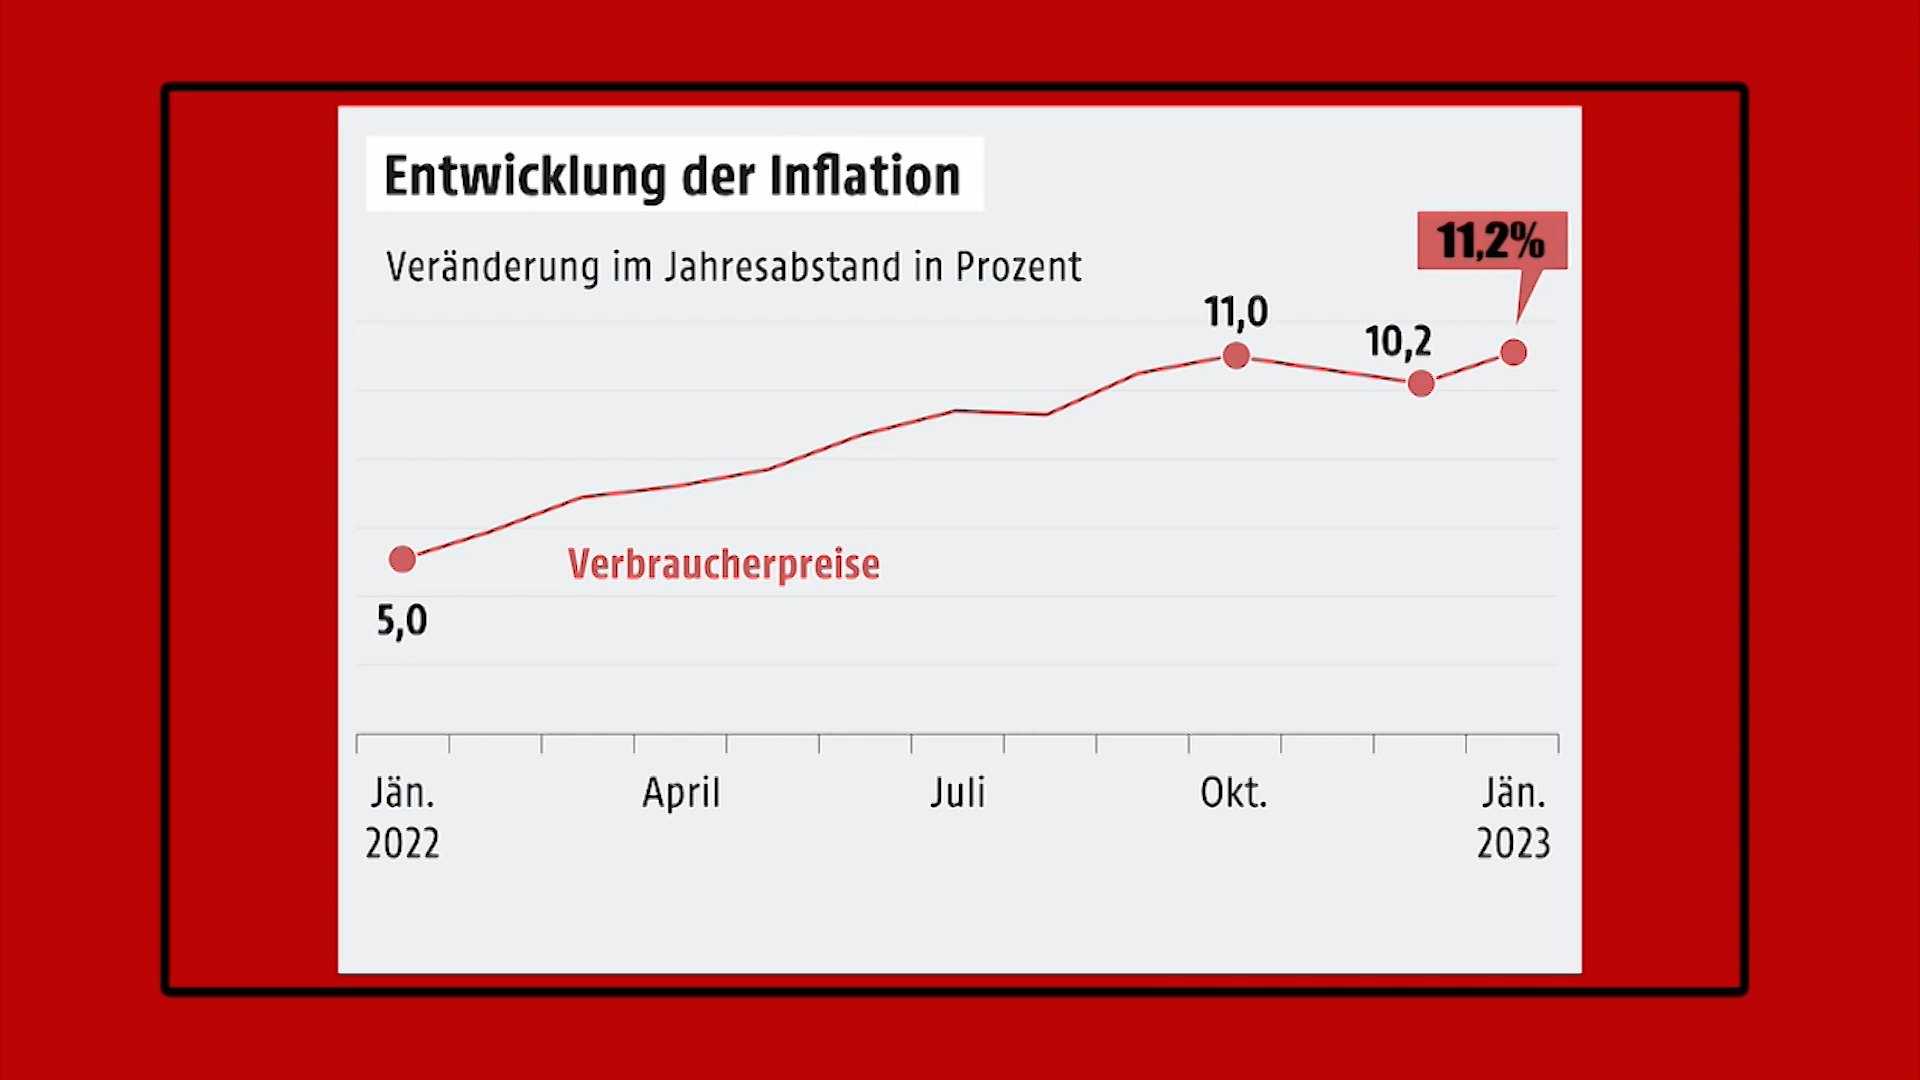 Entwicklung der Inflation
Veränderung im Jahresabstand in Prozent
11,2%
11,0
10,2
Verbraucherpreise
5,0
Jän.
2022
April
Juli
Okt.
Jän.
2023